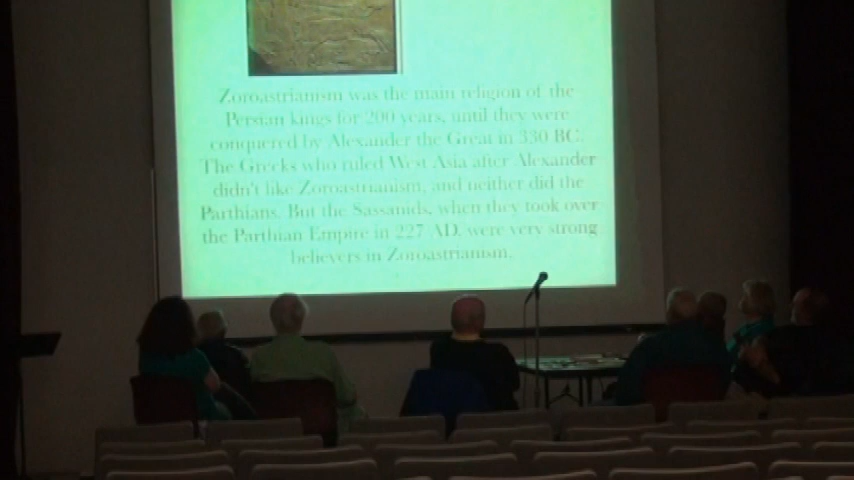 Zoroastrianism was the main religion of the
Persian kings for 200 years, until they were
conquered by Alexander the Great in 330 BC.
The Greeks who ruled West Asia after Alexander
didn't like Zoroastrianism, and neither did the
Parthians. But the Sassanids, when they took over
the Parthian Empire in 227 AD, were very strong
believers in Zoroastrianism.